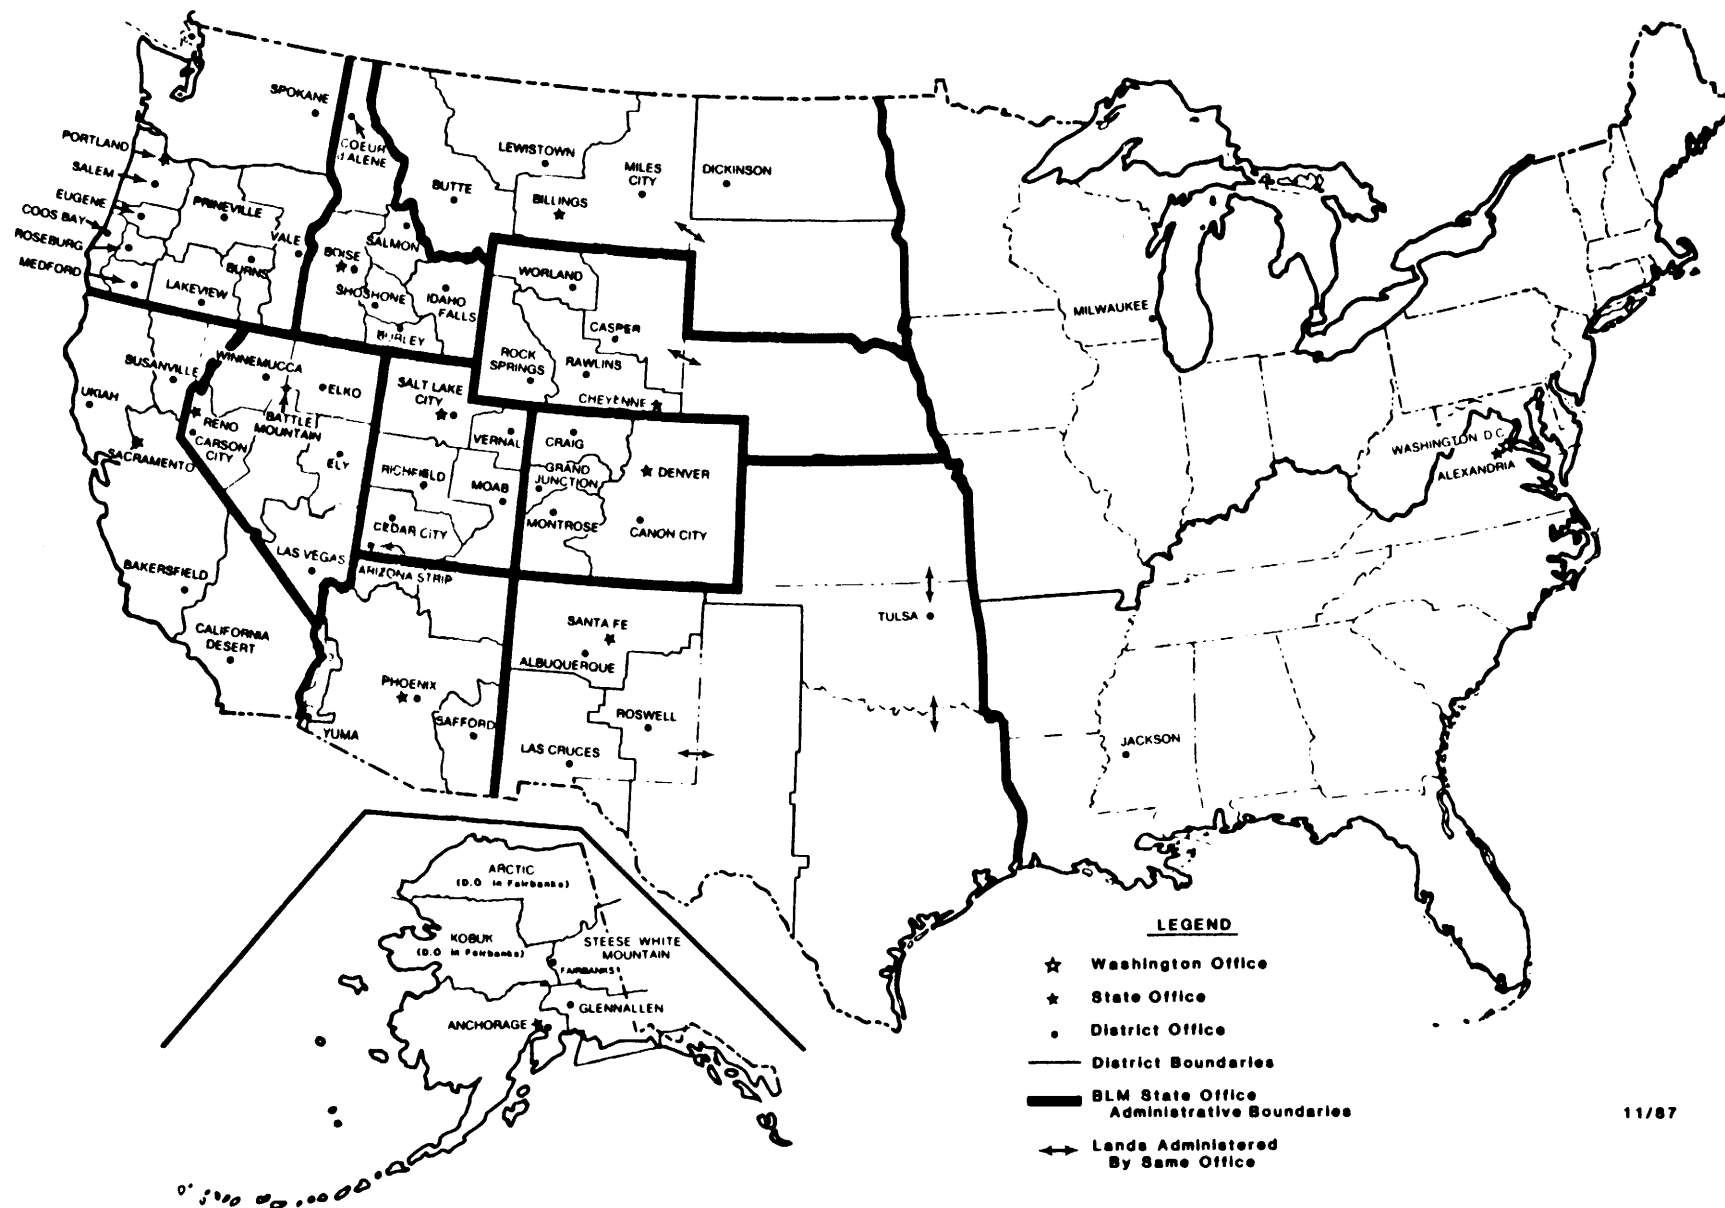 SPOKANE
COEUR
d'ALENE
PORTLAND
SALEM
EUGENE
COOS BAY
ROSEBURG
MEDFORD
PRINEVILLE
VALE
BURNS
LAKEVIEW
LEWISTOWN
MILES
CITY
DICKINSON
BUTTE
BILLINGS
SALMON
BOISE
SHOSHONE
IDAHO
FALLS
BURLEY
WORLAND
CASPER
ROCK
SPRINGS
RAWLINS
CHEYENNE
MILWAUKEE
SUSANVILLE
WINNEMUCCA
ELKO
UKIAH
RENO
BATTLE
MOUNTAIN
CARSON
CITY
SACRAMENTO
ELY
SALT LAKE
CITY
VERNAL
CRAIG
GRAND
JUNCTION
DENVER
RICHFIELD
MOAB
MONTROSE
CANON CITY
CEDAR CITY
LAS VEGAS
ARIZONA STRIP
WASHINGTON D.C.
ALEXANDRIA
BAKERSFIELD
CALIFORNIA
DESERT
SANTA FE
ALBUQUERQUE
TULSA
PHOENIX
SAFFORD
YUMA
ROSWELL
LAS CRUCES
JACKSON
ARCTIC
(D.O. in Fairbanks)
KOBUK
(D.O. in Fairbanks)
STEESE WHITE
MOUNTAIN
FAIRBANKS
GLENNALLEN
ANCHORAGE
LEGEND
Washington Office
State Office
District Office
District Boundaries
BLM State Office
Administrative Boundaries
Lands Administered
By Same Office
11/87